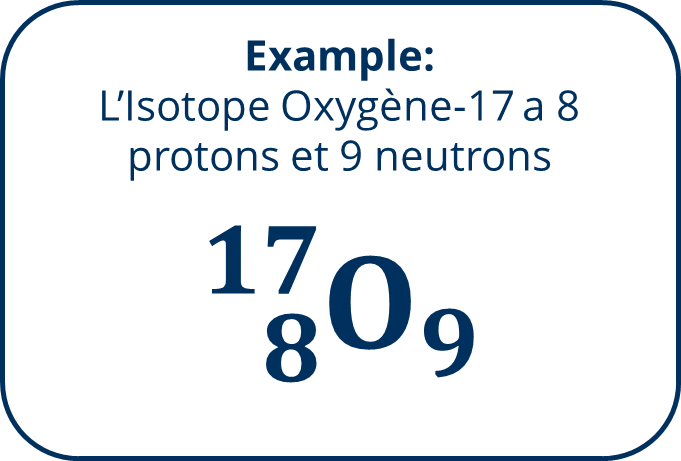 Example:
L’Isotope Oxygène-17 a 8
protons et 9 neutrons
17
8O9